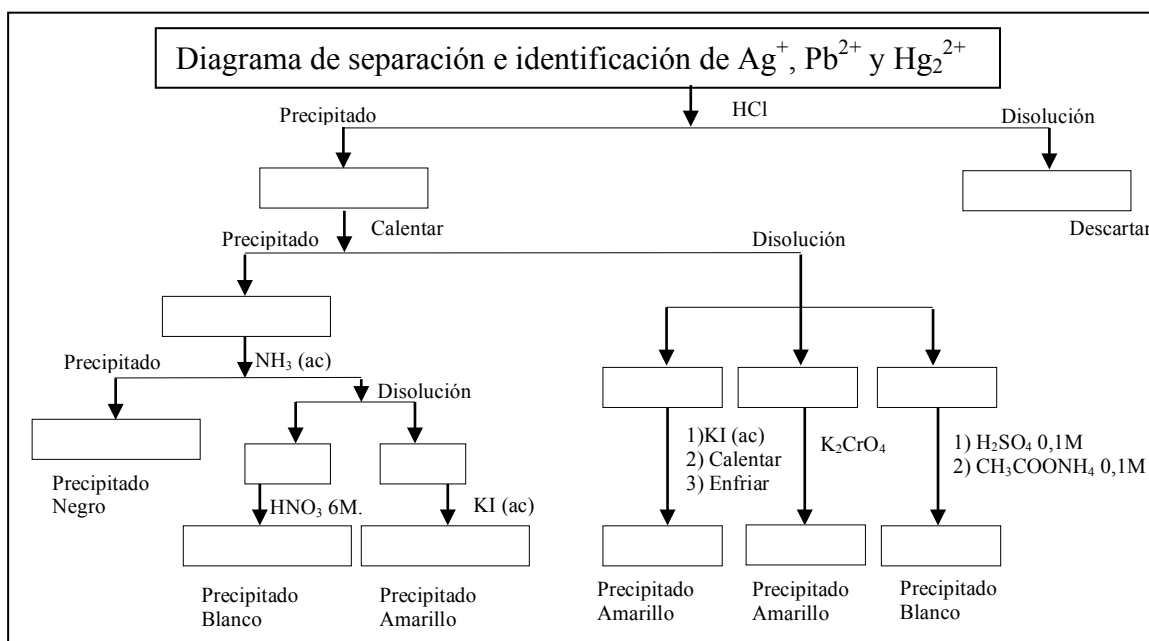 Diagrama de separación e identificación de Ag⁺, Pb²⁺ y Hg₂²⁺
HCl
Precipitado
Disolución
Calentar
Descartar
Precipitado
Disolución
Precipitado
NH₃ (ac)
Disolución
1)KI (ac)
2) Calentar
3) Enfriar
K₂CrO₄
1) H₂SO₄ 0,1M
2) CH₃COONH₄ 0,1M
Precipitado
Negro
HNO₃ 6M.
KI (ac)
Precipitado
Blanco
Precipitado
Amarillo
Precipitado
Amarillo
Precipitado
Amarillo
Precipitado
Blanco